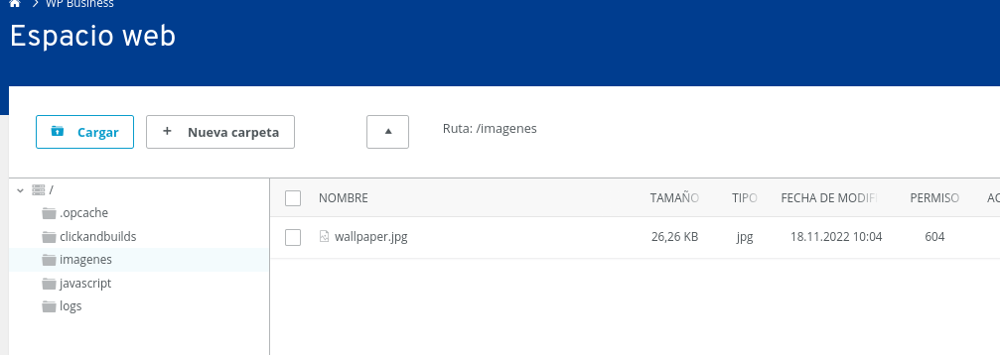 WP Business
Espacio web
Cargar
Nueva carpeta
Ruta: /imagenes
/
.opcache
clickandbuilds
imagenes
javascript
logs
NOMBRE TAMAÑO TIPO FECHA DE MODIFI PERMISO AC
wallpaper.jpg 26,26 KB jpg 18.11.2022 10:04 604